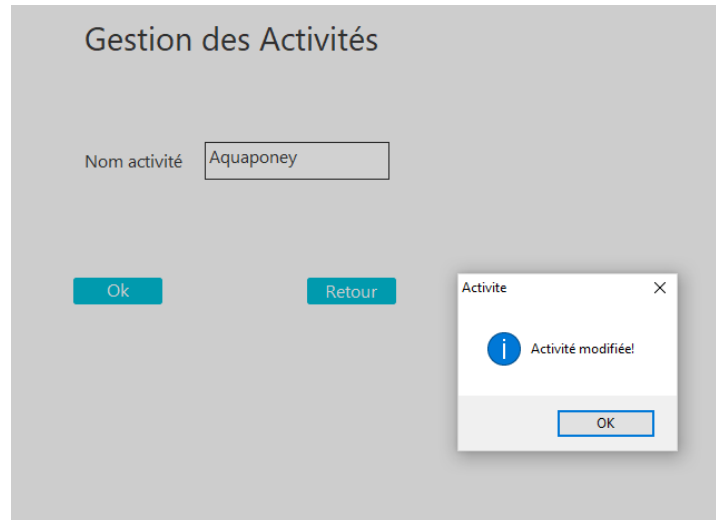 Gestion des Activités
Nom activité
Aquaponey
Ok
Retour
Activite
Activité modifiée!
OK